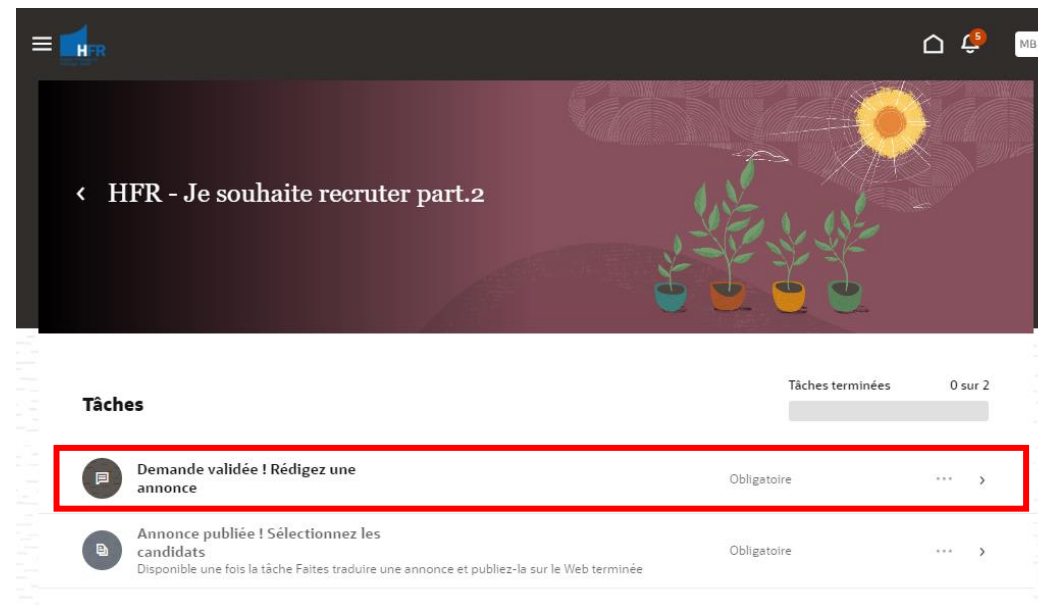 HFR
5
MB
HFR - Je souhaite recruter part.2
Tâches terminées 0 sur 2
Tâches
Demande validée ! Rédigez une
annonce
Obligatoire
Annonce publiée ! Sélectionnez les
candidats
Obligatoire
Disponible une fois la tâche Faites traduire une annonce et publiez-la sur le Web terminée